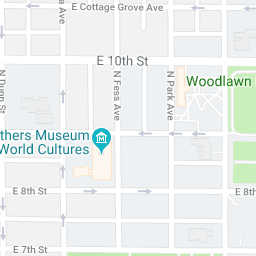 E Cottage Grove Ave
a Ave
E 10th St
N Dunn St
N Fess Ave
N Park Ave
Woodlawn
thers Museum
World Cultures
E 8th St
E 8th
E 7th St